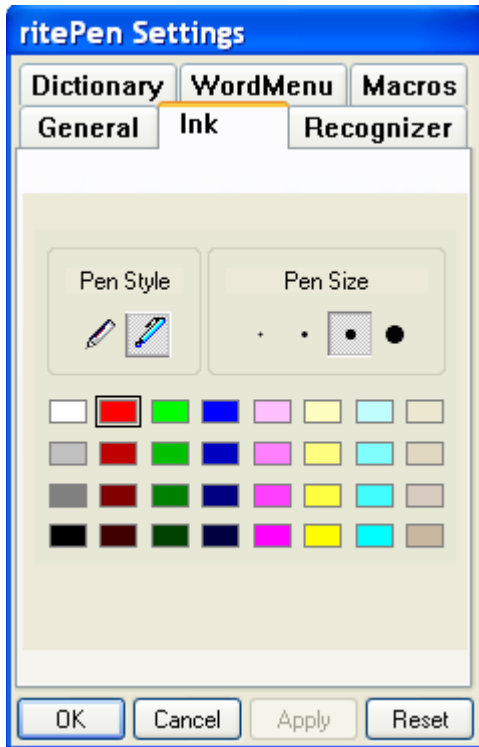 ritePen Settings
Dictionary WordMenu Macros
General Ink Recognizer
Pen Style Pen Size
OK Cancel Apply Reset